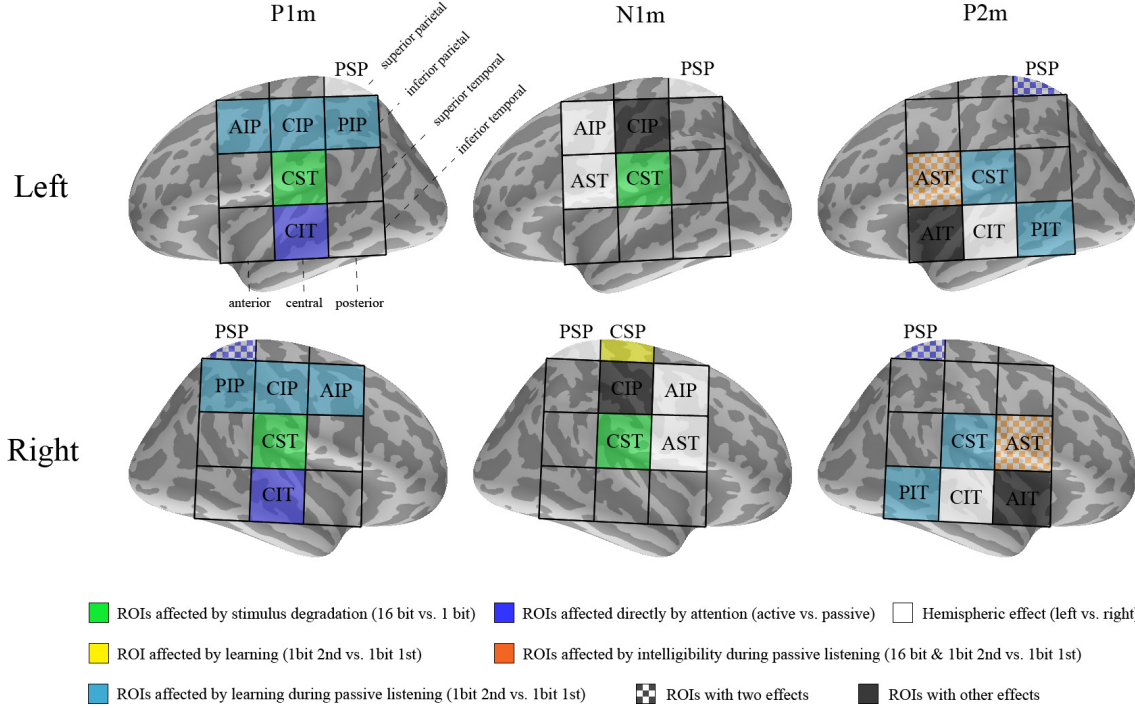 P1m N1m P2m
superior parietal
inferior parietal
superior temporal
inferior temporal
PSP PSP PSP
Left
AIP CIP PIP
CST
CIT
anterior central posterior
AIP CIP
AST CST
AST CST
AIT CIT PIT
Right
PSP PSP CSP PSP
PIP CIP AIP
CST
CIT
CIP AIP
CST AST
CST AST
PIT CIT AIT
ROIs affected by stimulus degradation (16 bit vs. 1 bit) ROIs affected directly by attention (active vs. passive) Hemispheric effect (left vs. right)
ROI affected by learning (1bit 2nd vs. 1bit 1st) ROIs affected by intelligibility during passive listening (16 bit & 1bit 2nd vs. 1bit 1st)
ROIs affected by learning during passive listening (1bit 2nd vs. 1bit 1st) ROIs with two effects ROIs with other effects